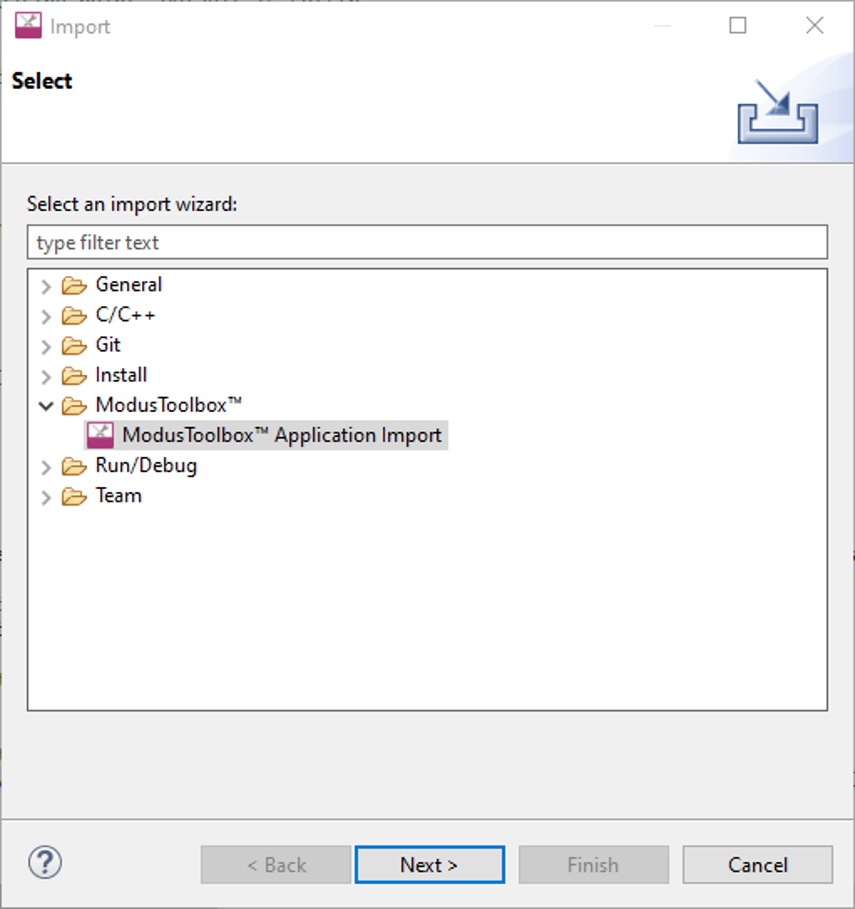 Import
Select
Select an import wizard:
type filter text
General
C/C++
Git
Install
ModusToolbox™
ModusToolbox™ Application Import
Run/Debug
Team
?
< Back
Next >
Finish
Cancel